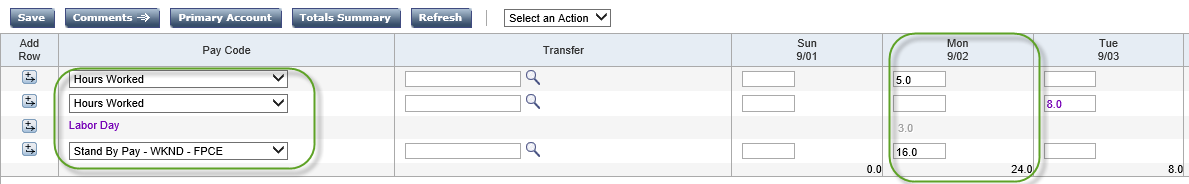 Save Comments Primary Account Totals Summary Refresh Select an Action
Add Row Pay Code Transfer Sun 9/01 Mon 9/02 Tue 9/03
Hours Worked 5.0
Hours Worked 8.0
Labor Day 3.0
Stand By Pay - WKND - FPCE 16.0
0.0 24.0 8.0